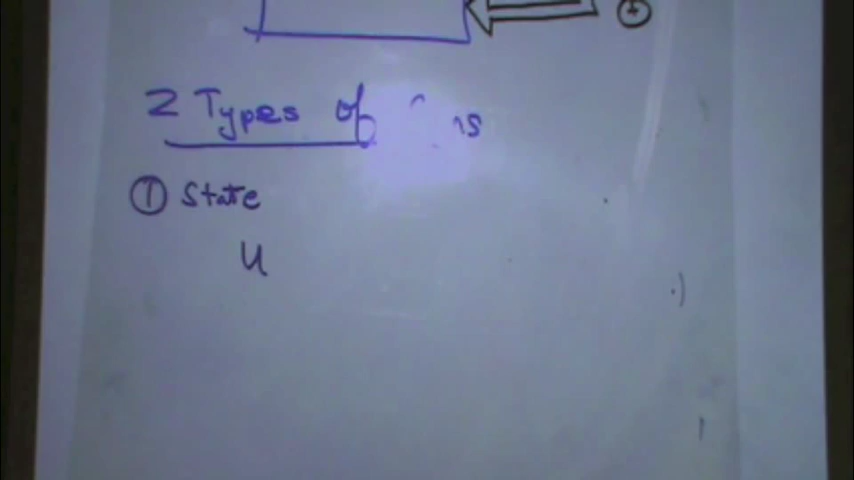 +
2 Types of
① State
U